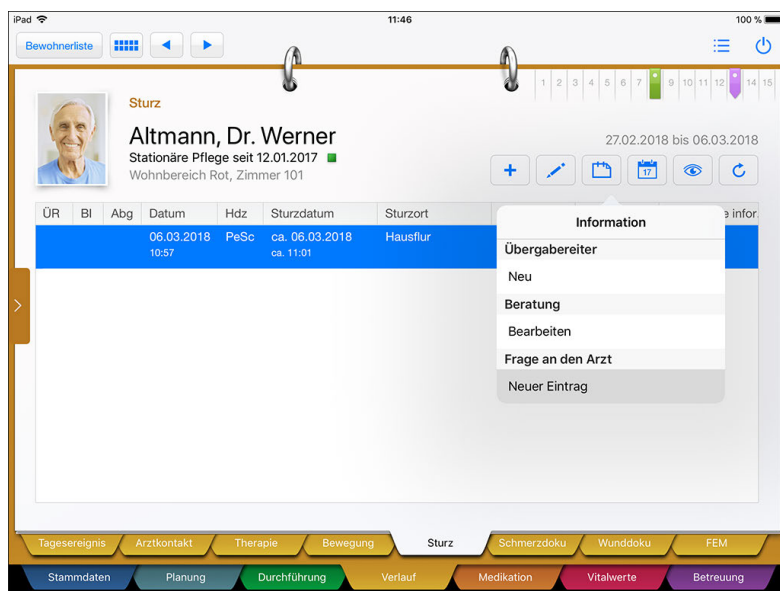 iPad 11:46 100 %
Bewohnerliste
1 2 3 4 5 6 7 9 10 11 12 14 15
Sturz
Altmann, Dr. Werner
27.02.2018 bis 06.03.2018
Stationäre Pflege seit 12.01.2017
Wohnbereich Rot, Zimmer 101
17
ÜR BI Abg Datum Hdz Sturzdatum Sturzort e infor.
06.03.2018 PeSc ca. 06.03.2018 Hausflur
10:57 ca. 11:01
Information
Übergabereiter
Neu
Beratung
Bearbeiten
Frage an den Arzt
Neuer Eintrag
Tagesereignis Arztkontakt Therapie Bewegung Sturz Schmerzdoku Wunddoku FEM
Stammdaten Planung Durchführung Verlauf Medikation Vitalwerte Betreuung